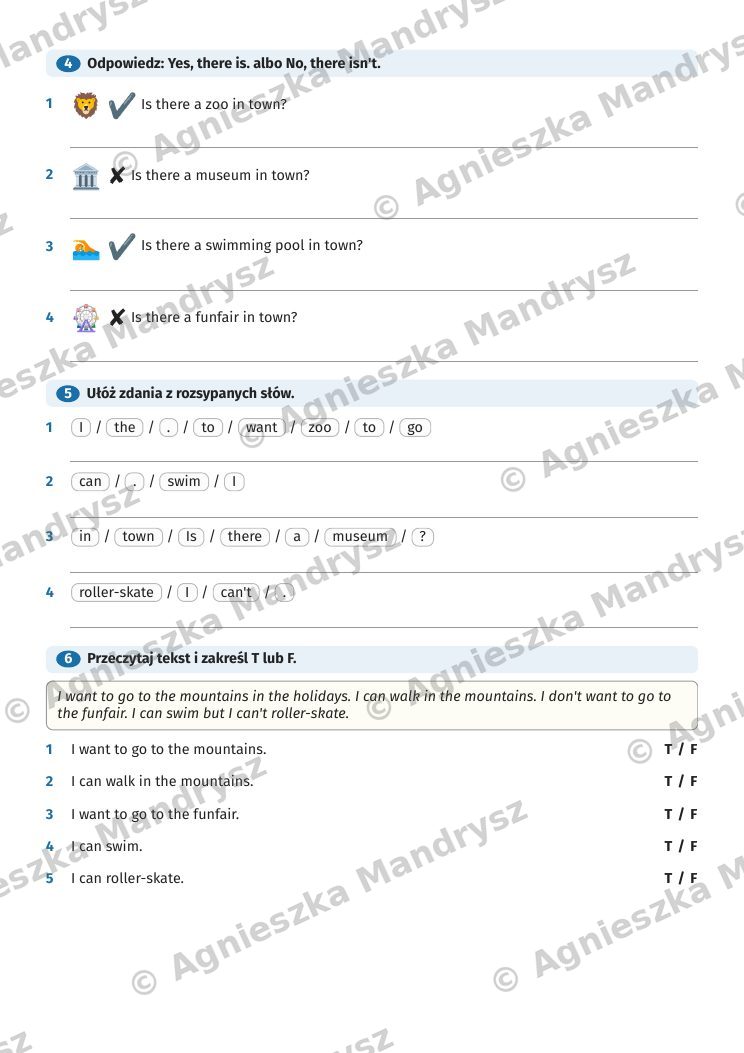 4 Odpowiedz: Yes, there is. albo No, there isn't.
1 Is there a zoo in town?
2 Is there a museum in town?
3 Is there a swimming pool in town?
4 Is there a funfair in town?
5 Ułóż zdania z rozsypanych słów.
1 I / the / . / to / want / zoo / to / go
2 can / . / swim / I
3 in / town / Is / there / a / museum / ?
4 roller-skate / I / can't / .
6 Przeczytaj tekst i zakreśl T lub F.
I want to go to the mountains in the holidays. I can walk in the mountains. I don't want to go to
the funfair. I can swim but I can't roller-skate.
1 I want to go to the mountains. T / F
2 I can walk in the mountains. T / F
3 I want to go to the funfair. T / F
4 I can swim. T / F
5 I can roller-skate. T / F
© Agnieszka Mandrysz